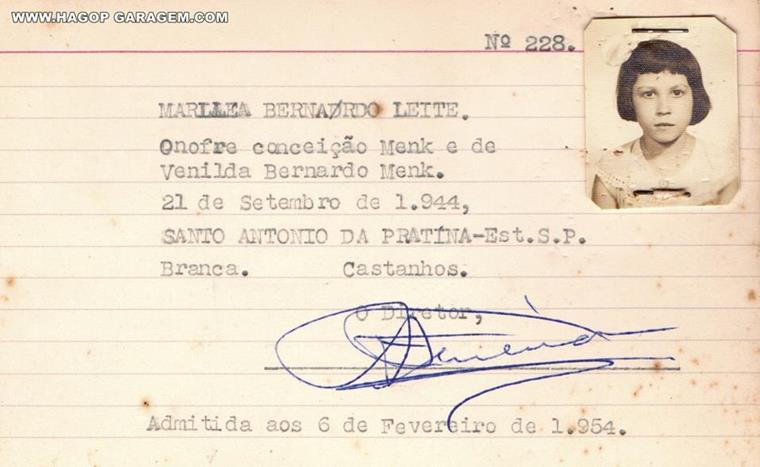 WWW.HAGOP GARAGEM.COM
Nº 228.
BERNARDO LEITE.
Onofre conceição Menk e de
Venilda Bernardo Menk.
21 de Setembro de 1.944,
SANTO ANTONIO DA PRATÍNA-Est.S.P.
Branca. Castanhos.
O Diretor,
Admitida aos 6 de Fevereiro de 1.954.